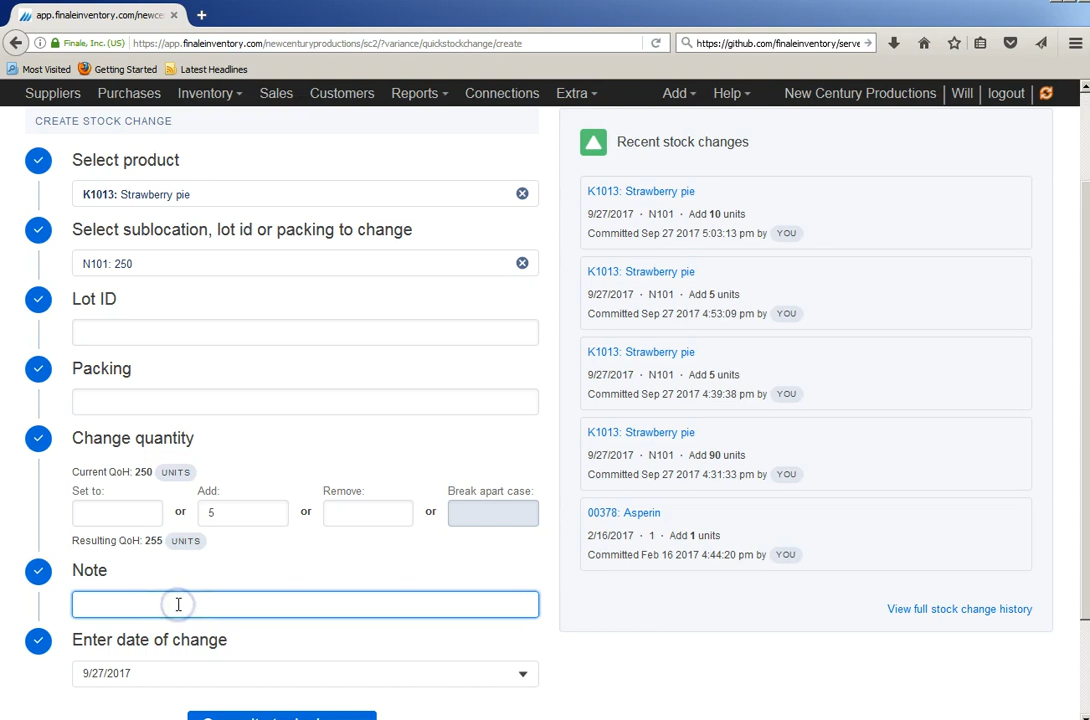 app.finaleinventory.com/newce
Finale, Inc. (US)
https://app.finaleinventory.com/newcenturyproductions/sc2/?variance/quickstockchange/create
https://github.com/finaleinventory/serve
Most Visited
Getting Started
Latest Headlines
Suppliers
Purchases
Inventory
Sales
Customers
Reports
Connections
Extra
Add
Help
New Century Productions
Will
logout
CREATE STOCK CHANGE
Select product
K1013: Strawberry pie
Select sublocation, lot id or packing to change
N101: 250
Lot ID
Packing
Change quantity
Current QoH: 250 UNITS
Set to:
or
Add:
5
or
Remove:
or
Break apart case:
Resulting QoH: 255 UNITS
Note
Enter date of change
9/27/2017
Recent stock changes
K1013: Strawberry pie
9/27/2017 · N101 · Add 10 units
Committed Sep 27 2017 5:03:13 pm by YOU
K1013: Strawberry pie
9/27/2017 · N101 · Add 5 units
Committed Sep 27 2017 4:53:09 pm by YOU
K1013: Strawberry pie
9/27/2017 · N101 · Add 5 units
Committed Sep 27 2017 4:39:38 pm by YOU
K1013: Strawberry pie
9/27/2017 · N101 · Add 90 units
Committed Sep 27 2017 4:31:33 pm by YOU
00378: Asperin
2/16/2017 · 1 · Add 1 units
Committed Feb 16 2017 4:44:20 pm by YOU
View full stock change history